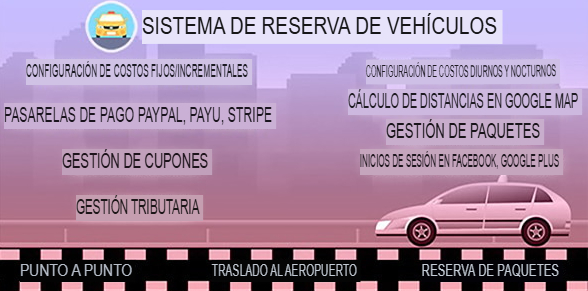 SISTEMA DE RESERVA DE VEHÍCULOS
CONFIGURACIÓN DE COSTOS FIJOS/INCREMENTALES
PASARELAS DE PAGO PAYPAL, PAYU, STRIPE
GESTIÓN DE CUPONES
GESTIÓN TRIBUTARIA
CONFIGURACIÓN DE COSTOS DIURNOS Y NOCTURNOS
CÁLCULO DE DISTANCIAS EN GOOGLE MAP
GESTIÓN DE PAQUETES
INICIOS DE SESIÓN EN FACEBOOK, GOOGLE PLUS
PUNTO A PUNTO
TRASLADO AL AEROPUERTO
RESERVA DE PAQUETES